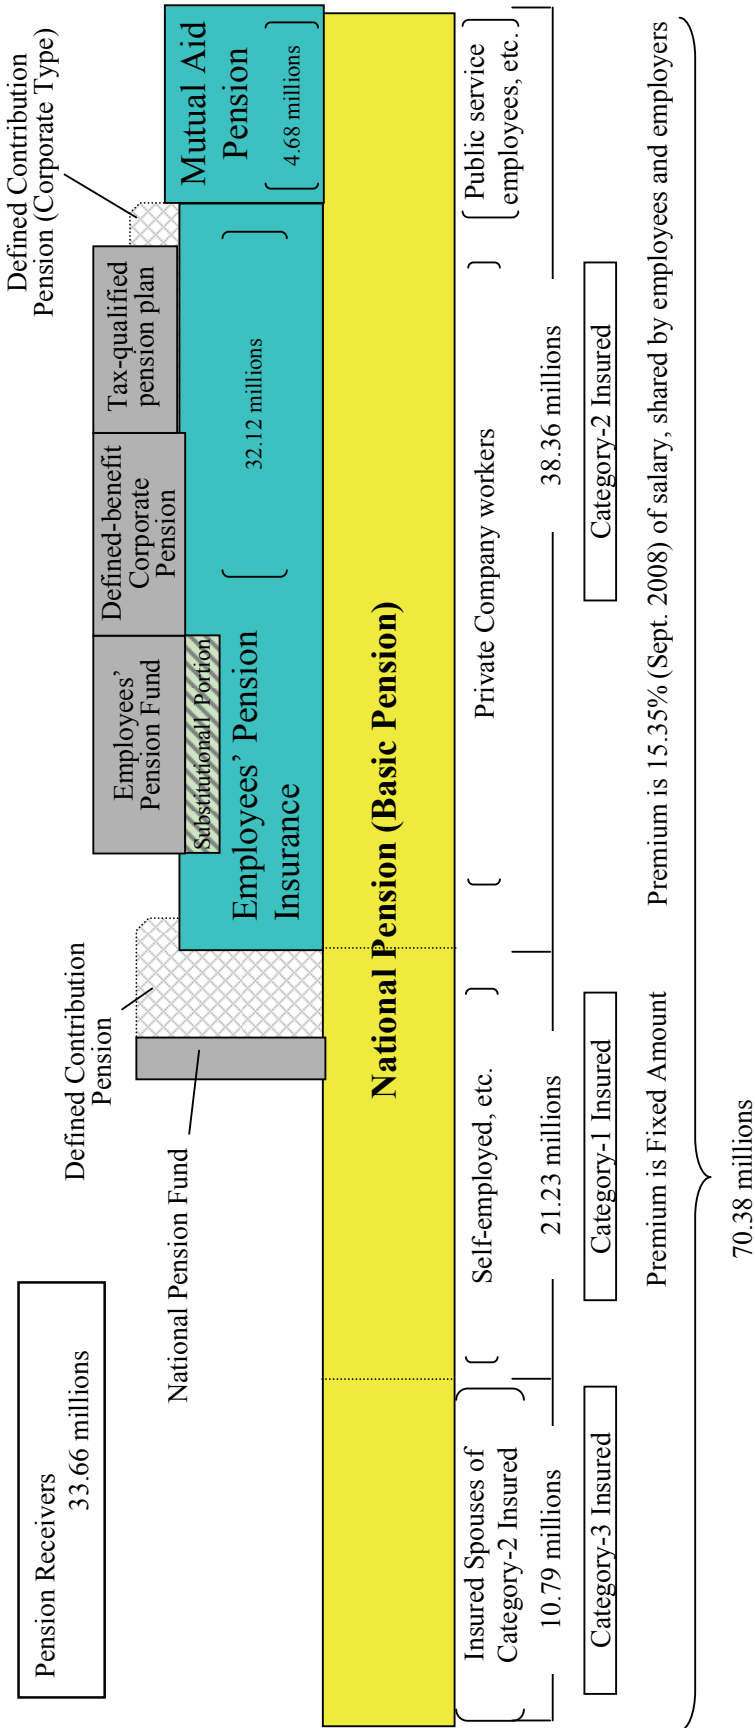 Pension Receivers
33.66 millions
Defined Contribution
Pension (Corporate Type)
Defined Contribution
Pension
National Pension Fund
Employees’
Pension Fund
Defined-benefit
Corporate
Pension
Tax-qualified
pension plan
Substitutionall Portion
Employees’ Pension
Insurance
32.12 millions
Mutual Aid
Pension
4.68 millions
National Pension (Basic Pension)
Insured Spouses of
Category-2 Insured
Self-employed, etc.
Private Company workers
Public service
employees, etc.
10.79 millions
21.23 millions
38.36 millions
Category-3 Insured
Category-1 Insured
Category-2 Insured
Premium is Fixed Amount
Premium is 15.35% (Sept. 2008) of salary, shared by employees and employers
70.38 millions